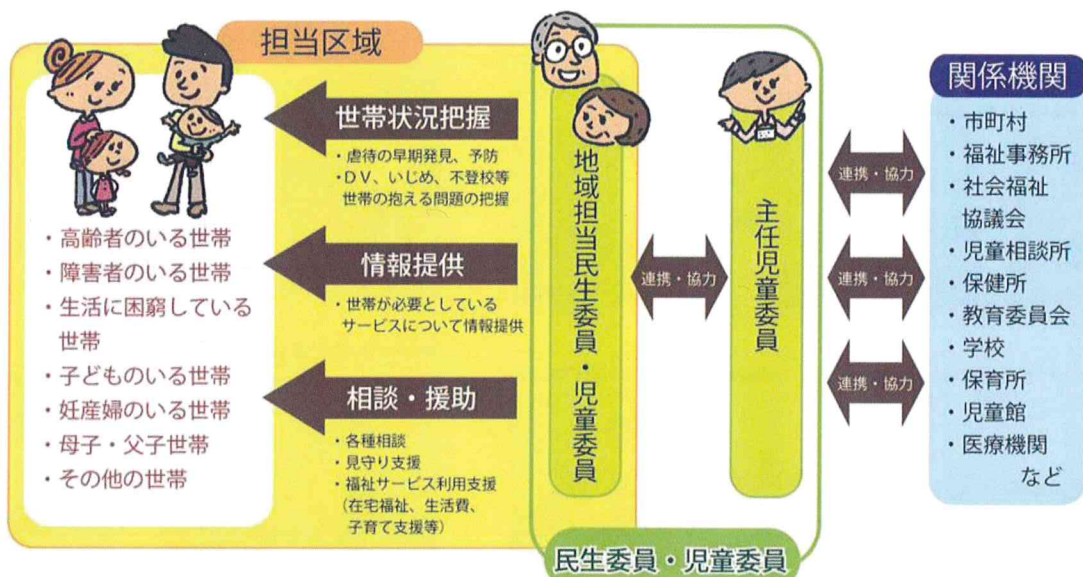 担当区域
・高齢者のいる世帯
・障害者のいる世帯
・生活に困窮している
世帯
・子どものいる世帯
・妊産婦のいる世帯
・母子・父子世帯
・その他の世帯
世帯状況把握
・虐待の早期発見、予防
・DV、いじめ、不登校等
世帯の抱える問題の把握
情報提供
・世帯が必要としている
サービスについて情報提供
相談・援助
・各種相談
・見守り支援
・福祉サービス利用支援
(在宅福祉、生活費、
子育て支援等)
地域担当民生委員・児童委員
連携・協力
主任児童委員
民生委員・児童委員
連携・協力
連携・協力
連携・協力
関係機関
・市町村
・福祉事務所
・社会福祉
協議会
・児童相談所
・保健所
・教育委員会
・学校
・保育所
・児童館
・医療機関
など